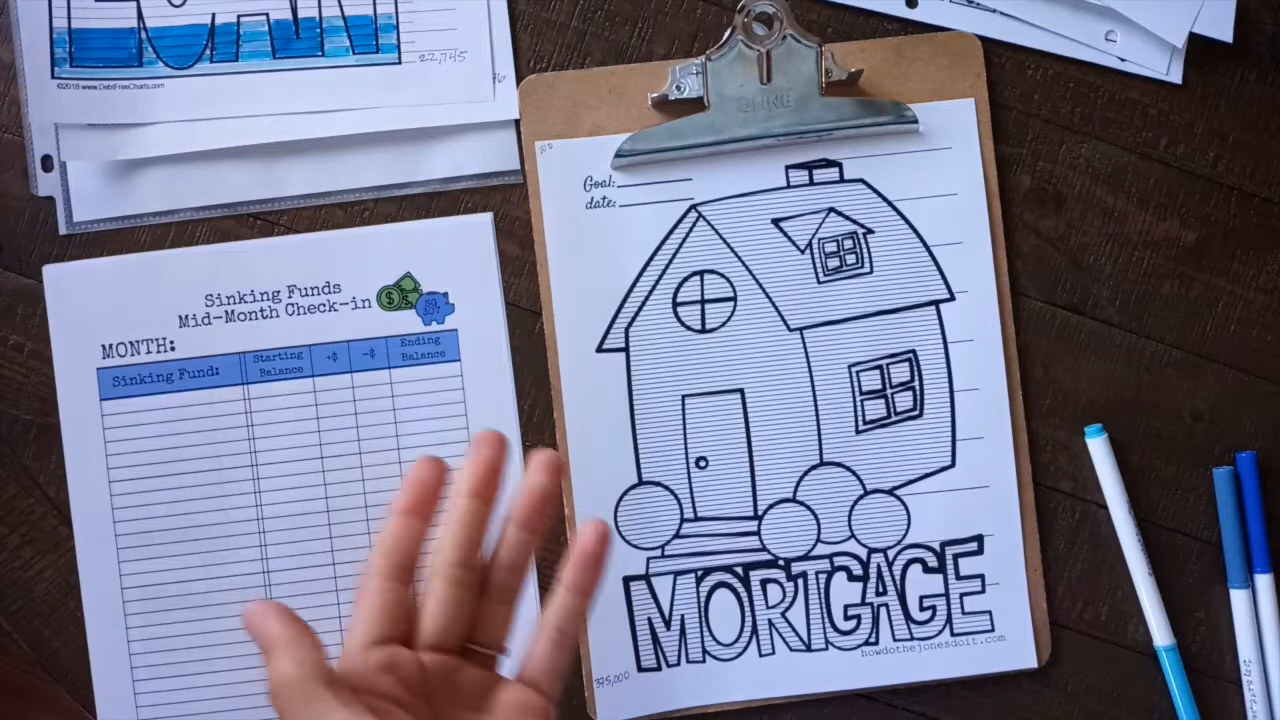 22,745
©2018 www.DebtFreeCharts.com
Sinking Funds
Mid-Month Check-in
MONTH:
Sinking Fund:
Starting Balance
+$
-$
Ending Balance
Goal:
date:
MORTGAGE
howdothejonesdoit.com
395,000